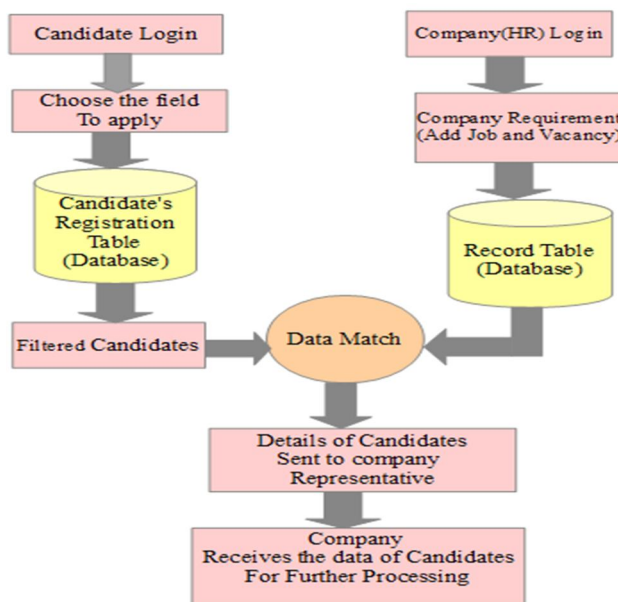 Candidate Login
Choose the field
To apply
Candidate's
Registration
Table
(Database)
Filtered Candidates
Company(HR) Login
Company Requirement
(Add Job and Vacancy)
Record Table
(Database)
Data Match
Details of Candidates
Sent to company
Representative
Company
Receives the data of Candidates
For Further Processing